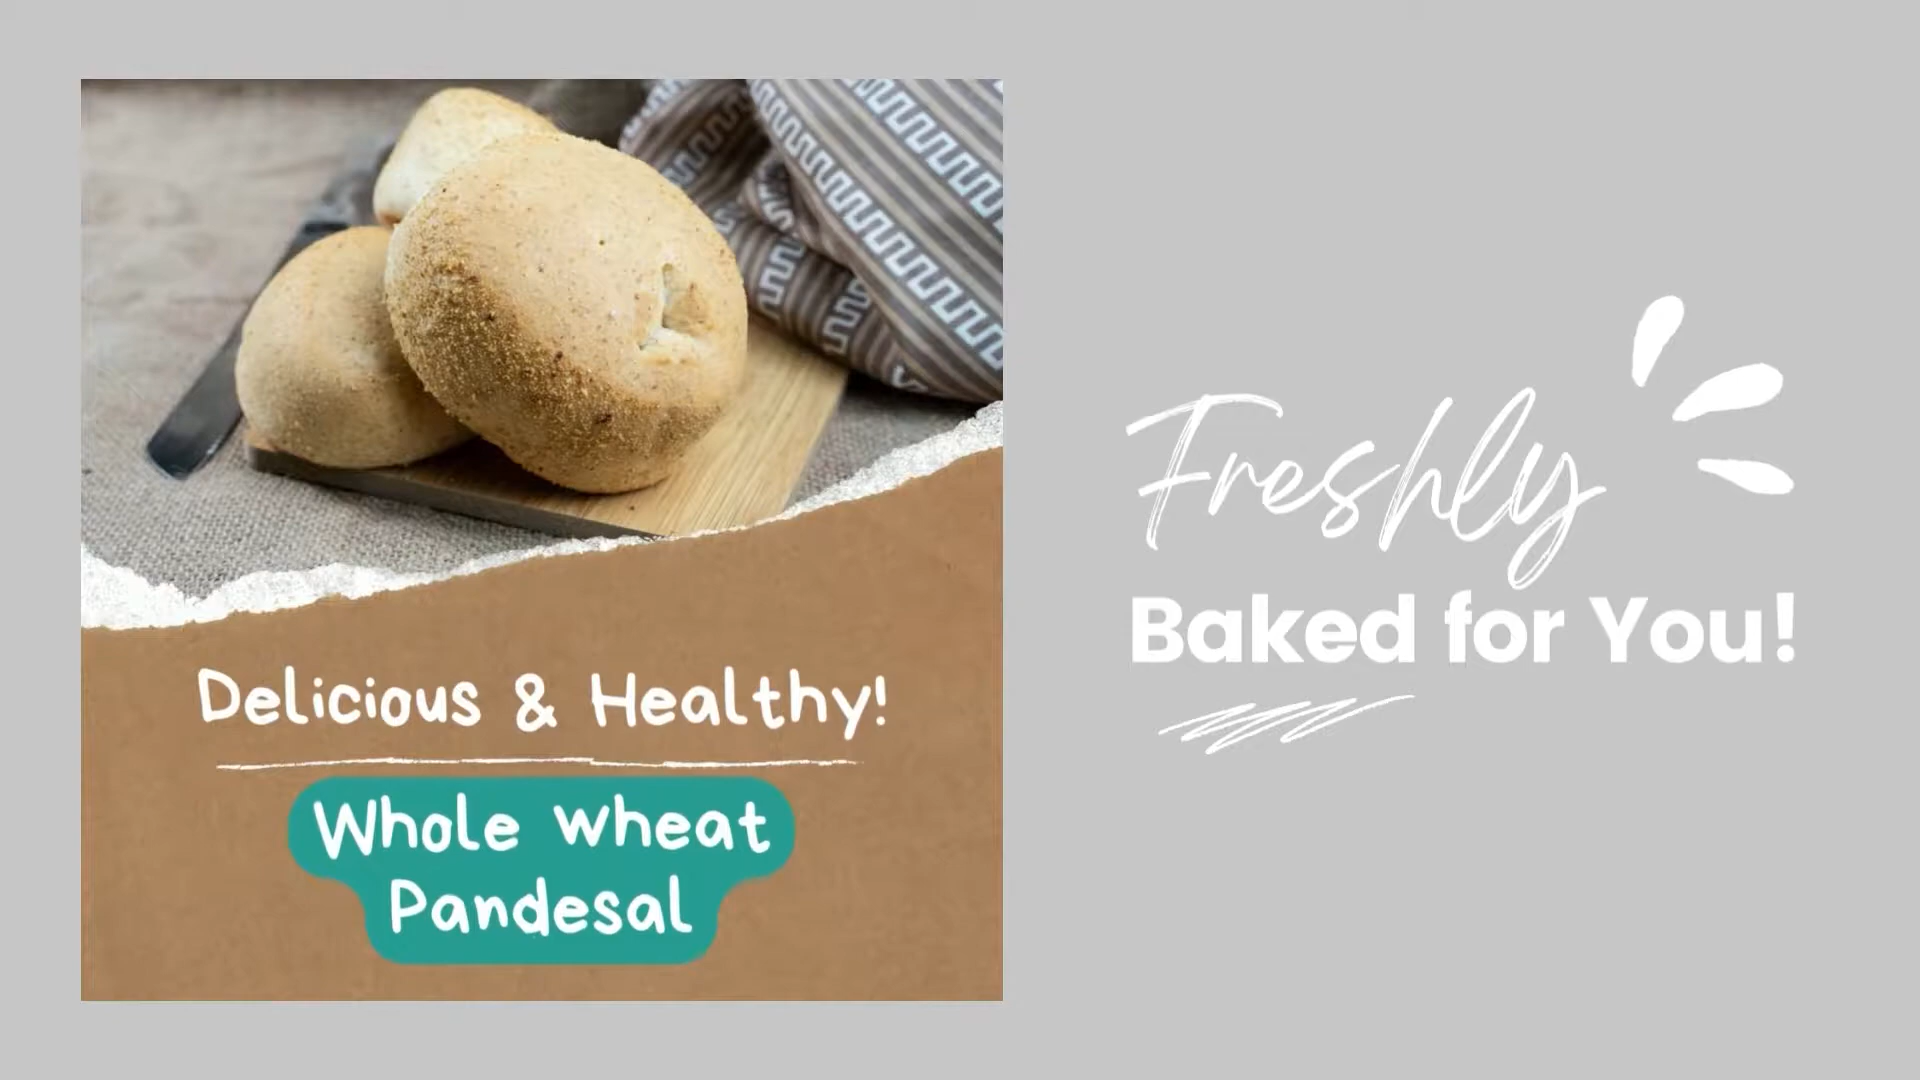 Delicious & Healthy!
Whole wheat
Pandesal
Freshly
Baked for You!